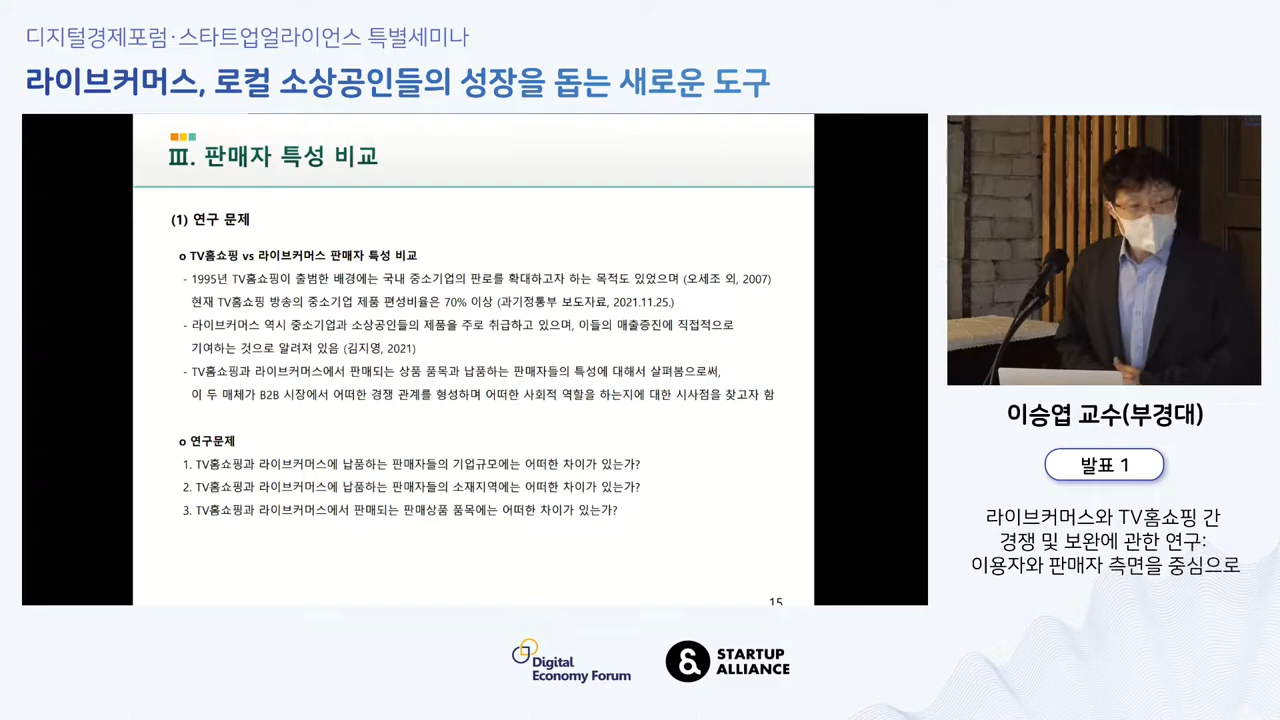 디지털경제포럼·스타트업얼라이언스 특별세미나
라이브커머스, 로컬 소상공인들의 성장을 돕는 새로운 도구
Ⅲ. 판매자 특성 비교
(1) 연구 문제
o TV홈쇼핑 vs 라이브커머스 판매자 특성 비교
- 1995년 TV홈쇼핑이 출범한 배경에는 국내 중소기업의 판로를 확대하고자 하는 목적도 있었으며 (오세조 외, 2007)
현재 TV홈쇼핑 방송의 중소기업 제품 편성비율은 70% 이상 (과기정통부 보도자료, 2021.11.25.)
- 라이브커머스 역시 중소기업과 소상공인들의 제품을 주로 취급하고 있으며, 이들의 매출증진에 직접적으로
기여하는 것으로 알려져 있음 (김지영, 2021)
- TV홈쇼핑과 라이브커머스에서 판매되는 상품 품목과 납품하는 판매자들의 특성에 대해서 살펴봄으로써,
이 두 매체가 B2B 시장에서 어떠한 경쟁 관계를 형성하며 어떠한 사회적 역할을 하는지에 대한 시사점을 찾고자 함
o 연구문제
1. TV홈쇼핑과 라이브커머스에 납품하는 판매자들의 기업규모에는 어떠한 차이가 있는가?
2. TV홈쇼핑과 라이브커머스에 납품하는 판매자들의 소재지역에는 어떠한 차이가 있는가?
3. TV홈쇼핑과 라이브커머스에서 판매되는 판매상품 품목에는 어떠한 차이가 있는가?
15
이승엽 교수(부경대)
발표 1
라이브커머스와 TV홈쇼핑 간
경쟁 및 보완에 관한 연구:
이용자와 판매자 측면을 중심으로
Digital
Economy Forum
STARTUP
ALLIANCE